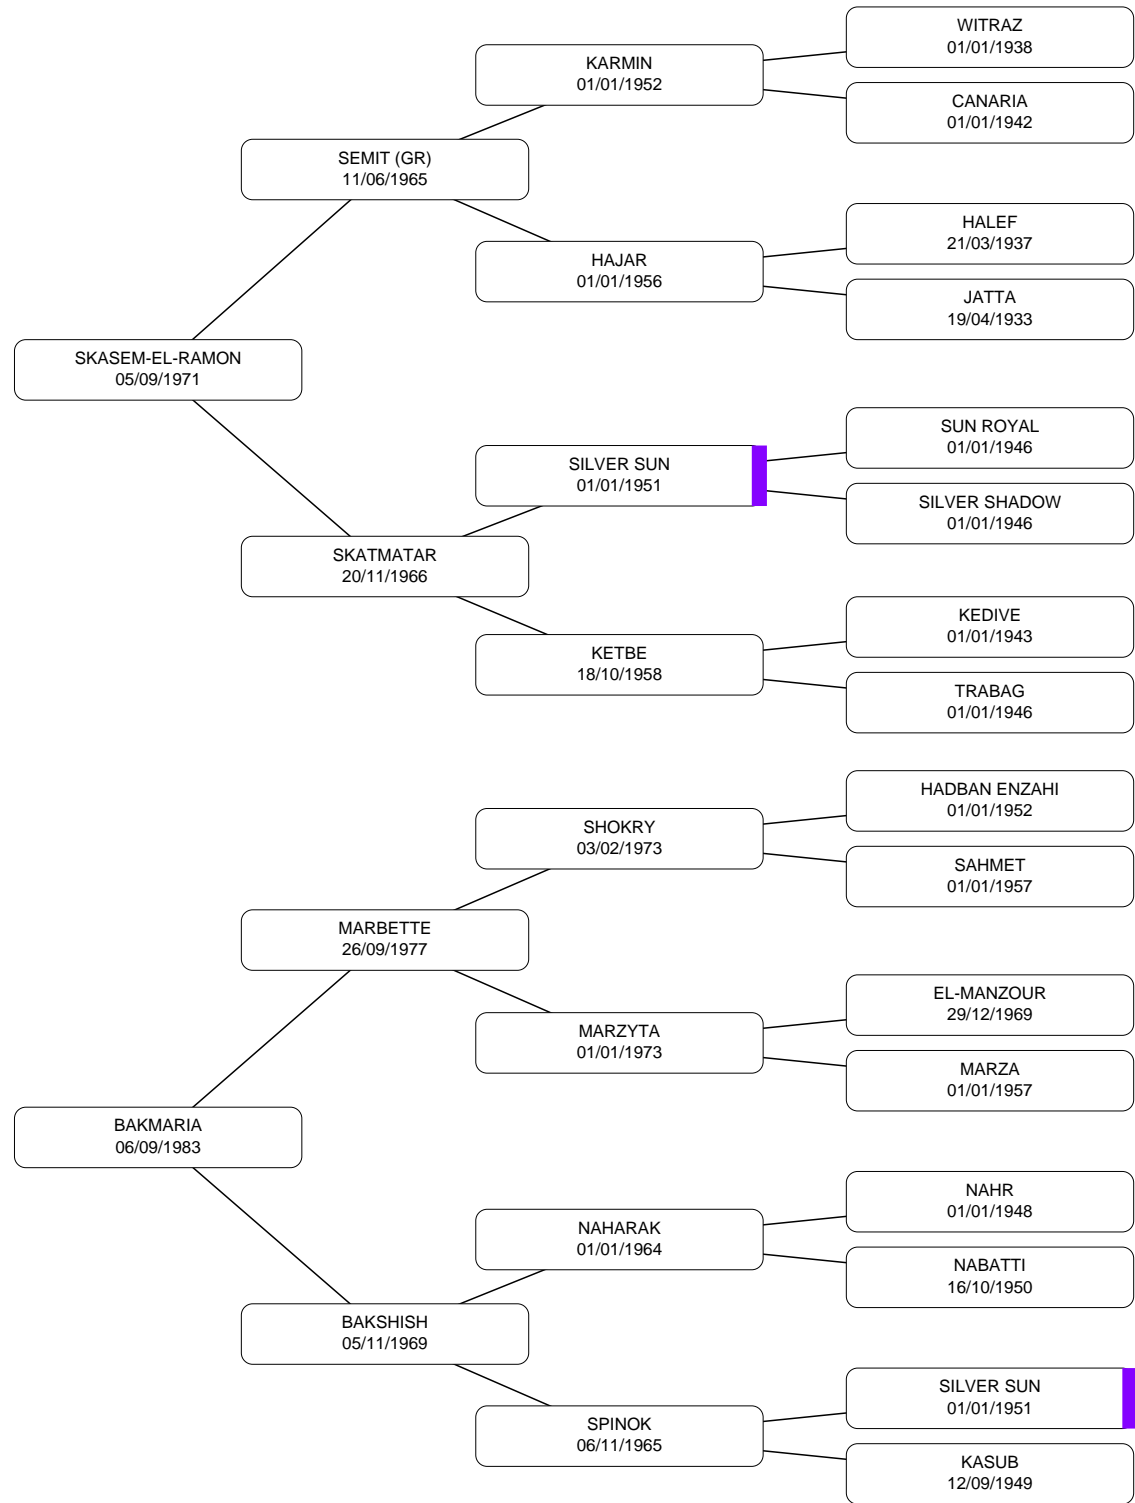 WITRAZ
01/01/1938
KARMIN
01/01/1952
CANARIA
01/01/1942
SEMIT (GR)
11/06/1965
HALEF
21/03/1937
HAJAR
01/01/1956
JATTA
19/04/1933
SKASEM-EL-RAMON
05/09/1971
SUN ROYAL
01/01/1946
SILVER SUN
01/01/1951
SILVER SHADOW
01/01/1946
SKATMATAR
20/11/1966
KEDIVE
01/01/1943
KETBE
18/10/1958
TRABAG
01/01/1946
HADBAN ENZAHI
01/01/1952
SHOKRY
03/02/1973
SAHMET
01/01/1957
MARBETTE
26/09/1977
EL-MANZOUR
29/12/1969
MARZYTA
01/01/1973
MARZA
01/01/1957
BAKMARIA
06/09/1983
NAHR
01/01/1948
NAHARAK
01/01/1964
NABATTI
16/10/1950
BAKSHISH
05/11/1969
SILVER SUN
01/01/1951
SPINOK
06/11/1965
KASUB
12/09/1949